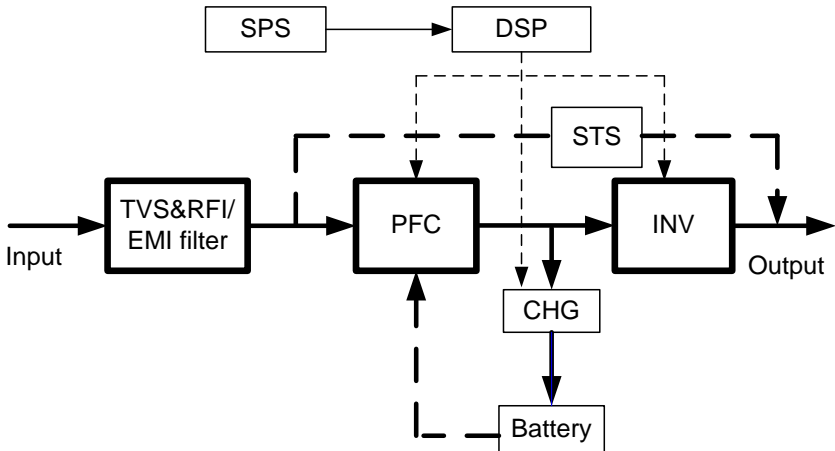 SPS
DSP
STS
TVS&RFI/
EMI filter
PFC
INV
Input
Output
CHG
Battery